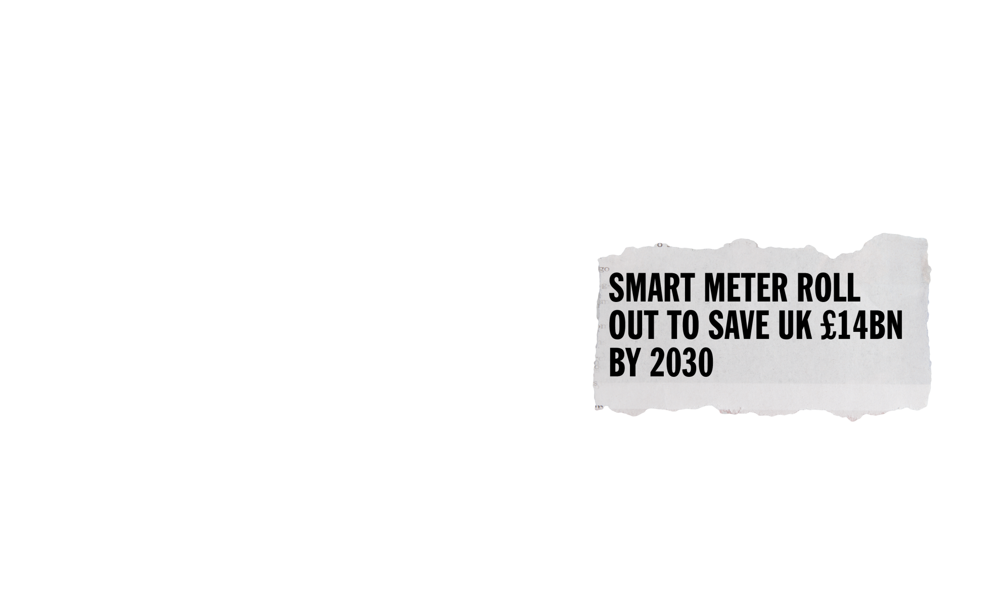 SMART METER ROLL
OUT TO SAVE UK £14BN
BY 2030